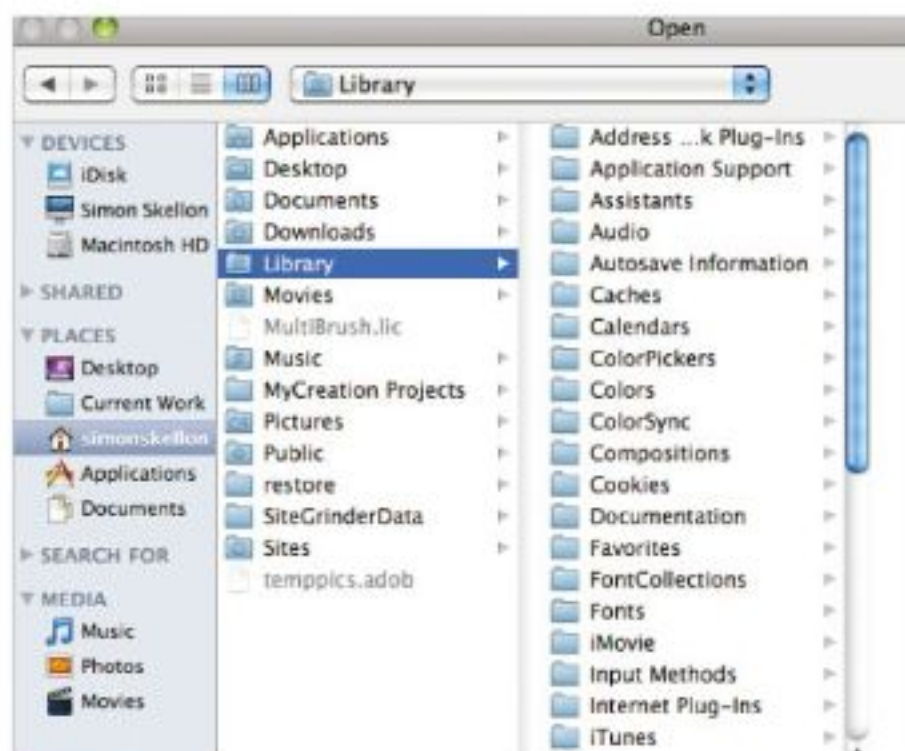 Open
Library
DEVICES
iDisk
Simon Skellon
Macintosh HD
SHARED
PLACES
Desktop
Current Work
simonskellon
Applications
Documents
SEARCH FOR
MEDIA
Music
Photos
Movies
Applications
Desktop
Documents
Downloads
Library
Movies
MultiBrush.lic
Music
MyCreation Projects
Pictures
Public
restore
SiteGrinderData
Sites
temppics.adob
Address ...k Plug-Ins
Application Support
Assistants
Audio
Autosave Information
Caches
Calendars
ColorPickers
Colors
ColorSync
Compositions
Cookies
Documentation
Favorites
FontCollections
Fonts
iMovie
Input Methods
Internet Plug-Ins
iTunes